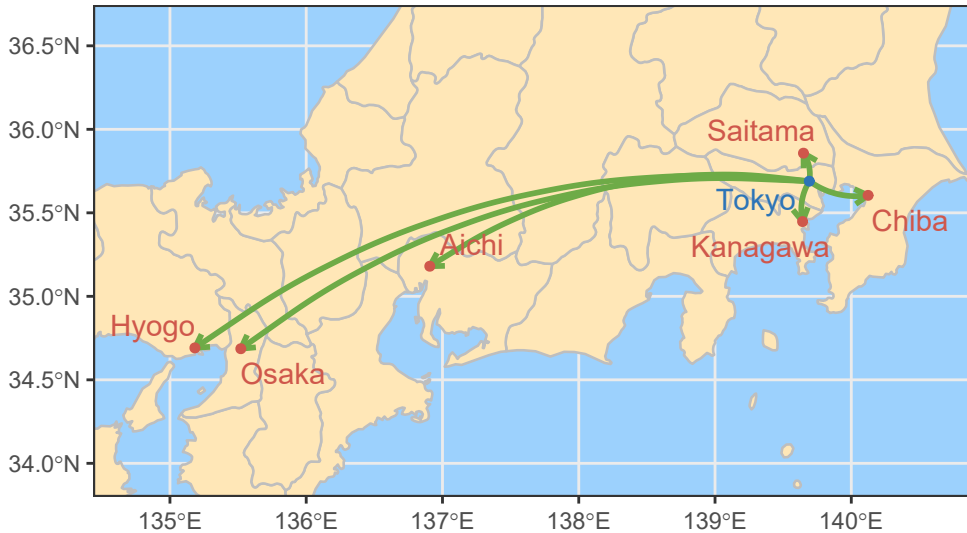 36.5°N
36.0°N
35.5°N
35.0°N
34.5°N
34.0°N
Saitama
Tokyo
Chiba
Kanagawa
Aichi
Hyogo
Osaka
135°E
136°E
137°E
138°E
139°E
140°E